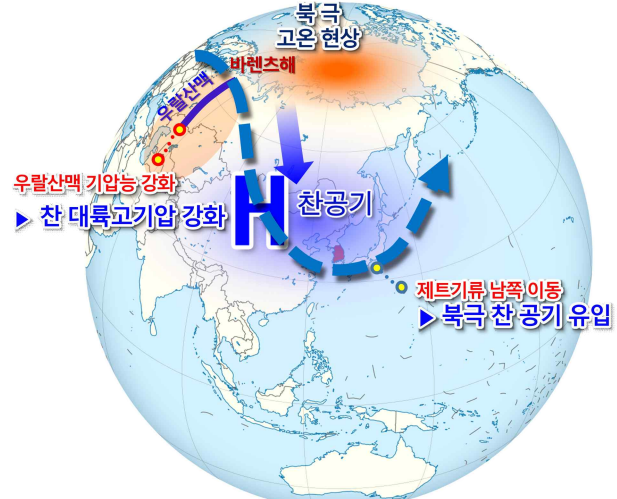 북 극
고온 현상
바렌츠해
우랄산맥
우랄산맥 기압능 강화
▶ 찬 대륙고기압 강화
H
찬공기
제트기류 남쪽 이동
▶ 북극 찬 공기 유입